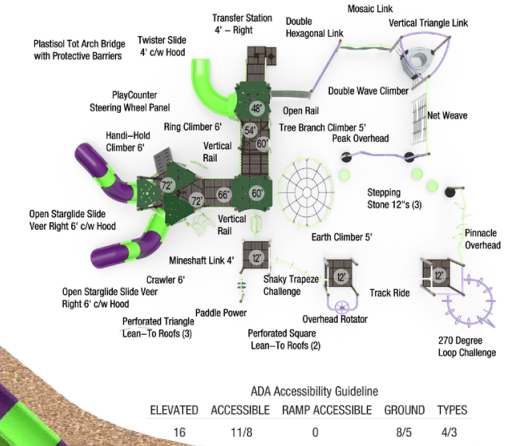 Mosaic Link
Transfer Station
4' – Right
Double
Hexagonal Link
Vertical Triangle Link
Twister Slide
4' c/w Hood
Plastisol Tot Arch Bridge
with Protective Barriers
PlayCounter
Steering Wheel Panel
Double Wave Climber
48"
Open Rail
Net Weave
Ring Climber 6'
54"
Tree Branch Climber 5'
Handi–Hold
Climber 6'
Vertical
Rail
60"
Peak Overhead
72"
72"
66"
60"
Stepping
Stone 12"s (3)
Open Starglide Slide
Veer Right 6' c/w Hood
Vertical
Rail
Earth Climber 5'
Pinnacle
Overhead
Mineshaft Link 4'
12"
12"
12"
Crawler 6'
Shaky Trapeze
Challenge
Track Ride
Open Starglide Slide Veer
Right 6' c/w Hood
Paddle Power
Overhead Rotator
Perforated Triangle
Lean–To Roofs (3)
Perforated Square
Lean–To Roofs (2)
270 Degree
Loop Challenge
ADA Accessibility Guideline
ELEVATED ACCESSIBLE RAMP ACCESSIBLE GROUND TYPES
16 11/8 0 8/5 4/3